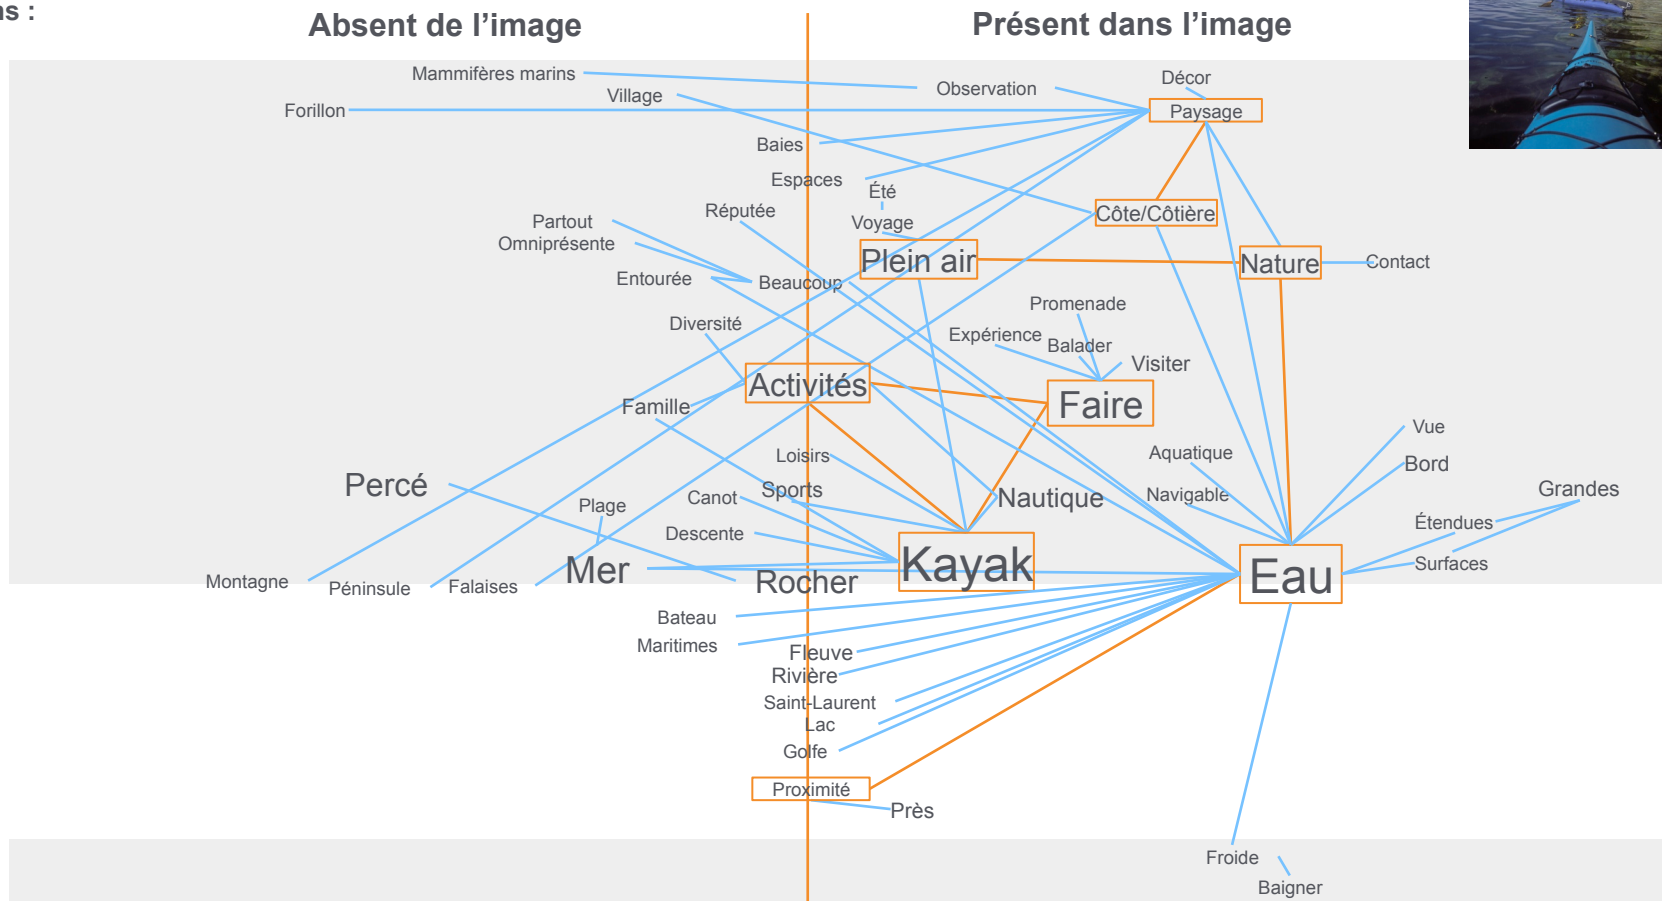 ns :
Absent de l’image
Présent dans l’image
Mammifères marins
Observation
Décor
Village
Forillon
Paysage
Baies
Espaces
Été
Réputée
Côte/Côtière
Partout
Voyage
Omniprésente
Plein air
Nature
Contact
Entourée
Beaucoup
Promenade
Diversité
Expérience
Balader
Visiter
Activités
Famille
Faire
Vue
Loisirs
Aquatique
Bord
Percé
Sports
Canot
Nautique
Navigable
Grandes
Plage
Étendues
Descente
Mer
Kayak
Eau
Surfaces
Montagne
Péninsule
Falaises
Rocher
Bateau
Maritimes
Fleuve
Rivière
Saint-Laurent
Lac
Golfe
Proximité
Près
Froide
Baigner